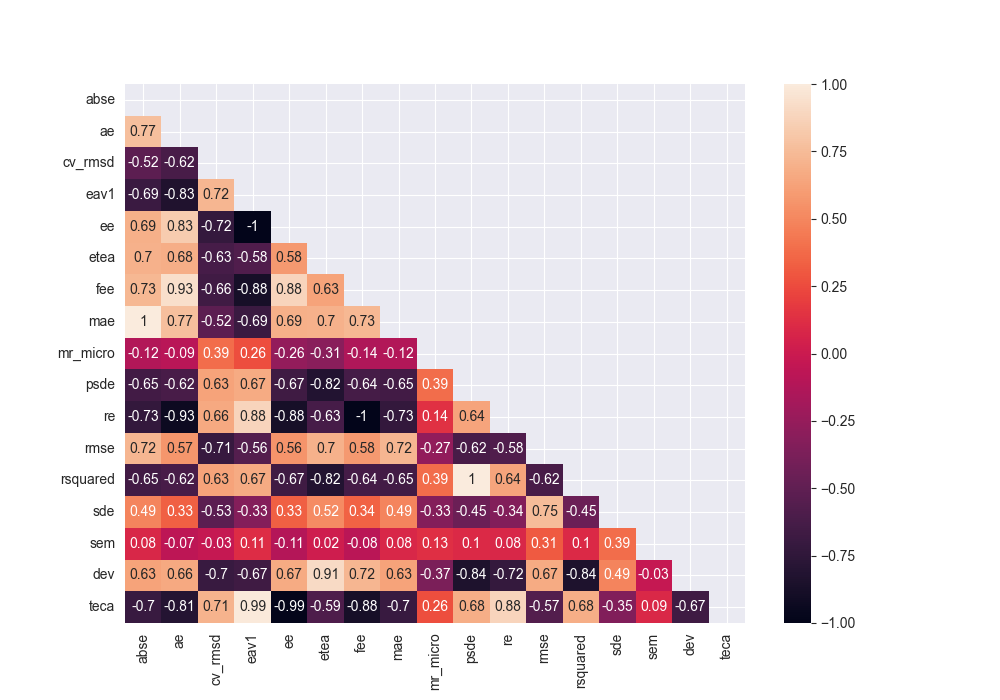 abse
ae 0.77
cv_rmsd -0.52 -0.62
eav1 -0.69 -0.83 0.72
ee 0.69 0.83 -0.72 -1
etea 0.7 0.68 -0.63 -0.58 0.58
fee 0.73 0.93 -0.66 -0.88 0.88 0.63
mae 1 0.77 -0.52 -0.69 0.69 0.7 0.73
mr_micro -0.12 -0.09 0.39 0.26 -0.26 -0.31 -0.14 -0.12
psde -0.65 -0.62 0.63 0.67 -0.67 -0.82 -0.64 -0.65 0.39
re -0.73 -0.93 0.66 0.88 -0.88 -0.63 -1 -0.73 0.14 0.64
rmse 0.72 0.57 -0.71 -0.56 0.56 0.7 0.58 0.72 -0.27 -0.62 -0.58
rsquared -0.65 -0.62 0.63 0.67 -0.67 -0.82 -0.64 -0.65 0.39 1 0.64 -0.62
sde 0.49 0.33 -0.53 -0.33 0.33 0.52 0.34 0.49 -0.33 -0.45 -0.34 0.75 -0.45
sem 0.08 -0.07 -0.03 0.11 -0.11 0.02 -0.08 0.08 0.13 0.1 0.08 0.31 0.1 0.39
dev 0.63 0.66 -0.7 -0.67 0.67 0.91 0.72 0.63 -0.37 -0.84 -0.72 0.67 -0.84 0.49 -0.03
teca -0.7 -0.81 0.71 0.99 -0.99 -0.59 -0.88 -0.7 0.26 0.68 0.88 -0.57 0.68 -0.35 0.09 -0.67
abse ae cv_rmsd eav1 ee etea fee mae mr_micro psde re rmse rsquared sde sem dev teca
1.00
0.75
0.50
0.25
0.00
−0.25
−0.50
−0.75
−1.00